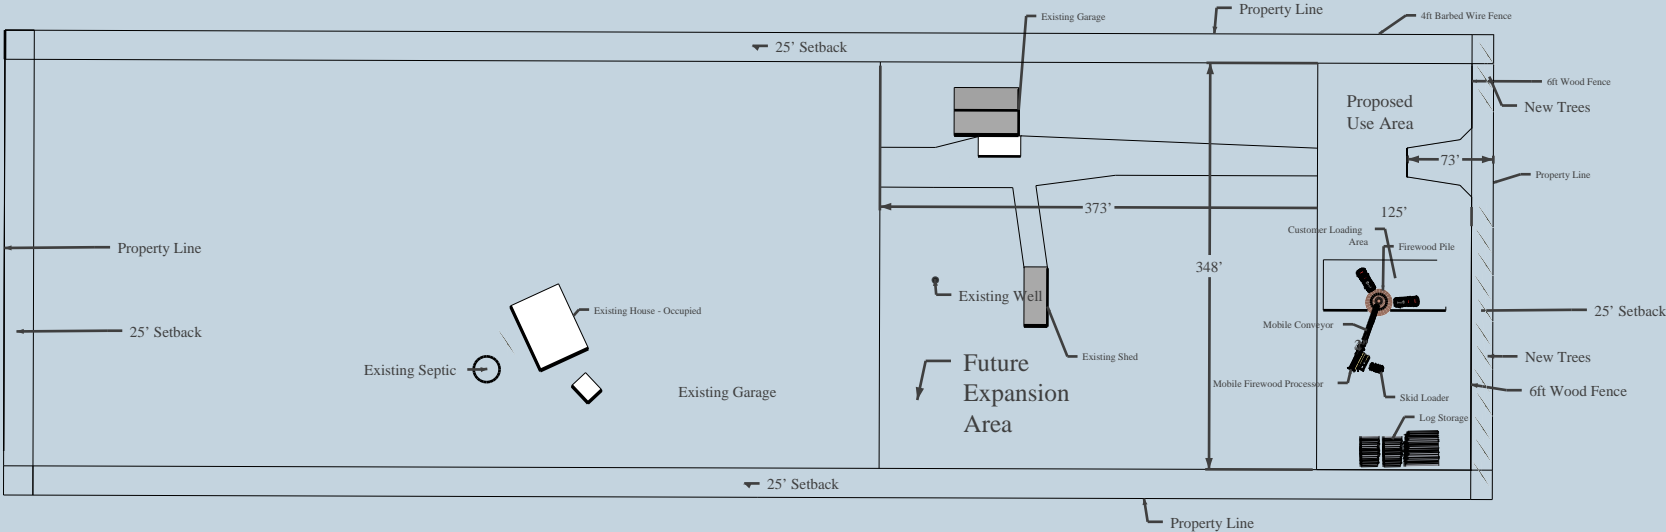 Property Line
Existing Garage
4ft Barbed Wire Fence
25’ Setback
6ft Wood Fence
Proposed
Use Area
New Trees
73’
Property Line
373’
125’
Customer Loading
Area
Firewood Pile
Property Line
348’
Existing Well
25’ Setback
Existing House - Occupied
Mobile Conveyor
25’ Setback
Existing Shed
New Trees
Existing Septic
Future
Expansion
Area
Mobile Firewood Processor
Existing Garage
6ft Wood Fence
Skid Loader
Log Storage
25’ Setback
Property Line